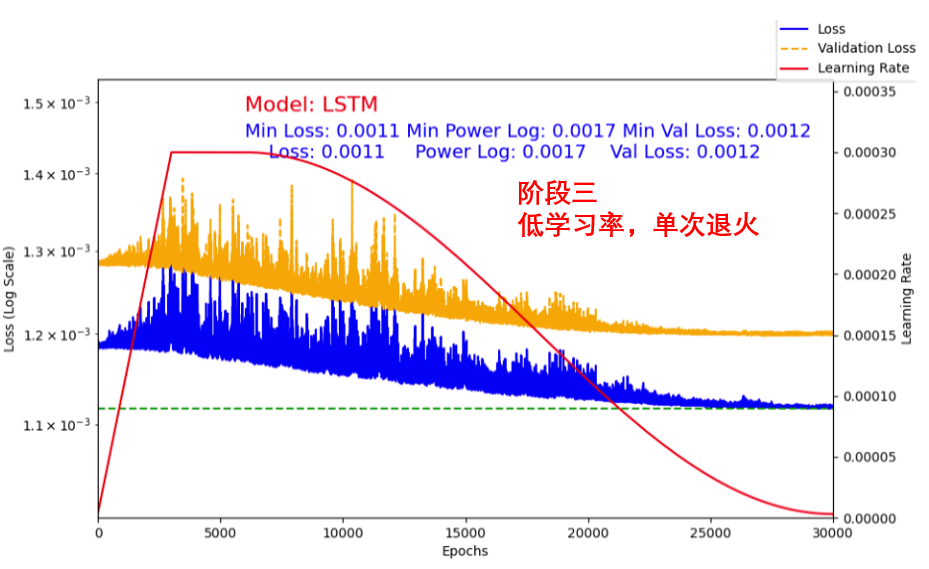 Loss
Validation Loss
Learning Rate
Model: LSTM
Min Loss: 0.0011 Min Power Log: 0.0017 Min Val Loss: 0.0012
Loss: 0.0011 Power Log: 0.0017 Val Loss: 0.0012
阶段三
低学习率，单次退火
Loss (Log Scale)
1.5 × 10⁻³
1.4 × 10⁻³
1.3 × 10⁻³
1.2 × 10⁻³
1.1 × 10⁻³
0.00035
0.00030
0.00025
0.00020
0.00015
0.00010
0.00005
0.00000
Learning Rate
0 5000 10000 15000 20000 25000 30000
Epochs